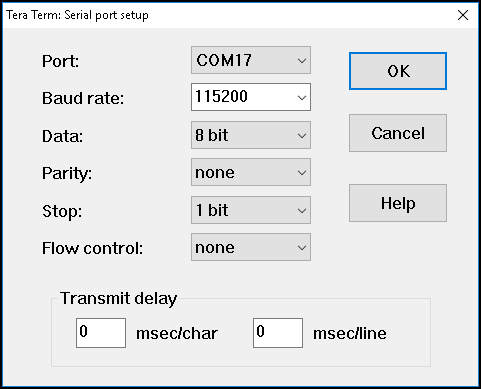 Tera Term: Serial port setup
Port: COM17 OK
Baud rate: 115200
Data: 8 bit Cancel
Parity: none
Stop: 1 bit Help
Flow control: none
Transmit delay
0 msec/char 0 msec/line